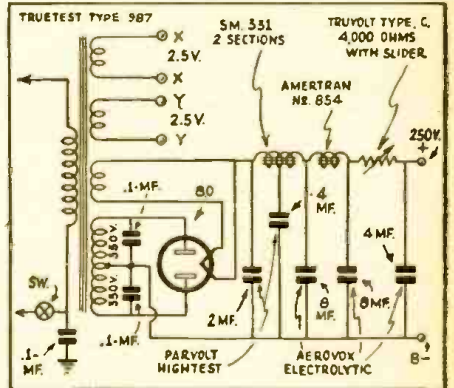 TRUETEST TYPE 987
SM. 331
2 SECTIONS
TRUVOLT TYPE, C,
4,000 OHMS
WITH SLIDER
X
2.5V.
X
Y
2.5V.
Y
AMERTRAN
No. 854
250V.
+
.1-MF.
80
350V.
350V.
.1-MF.
.4
MF.
4 MF.
2 MF.
8
MF.
8 MF.
SW.
.1-
MF.
PARVOLT
HIGHTEST
AEROVOX
ELECTROLYTIC
B-